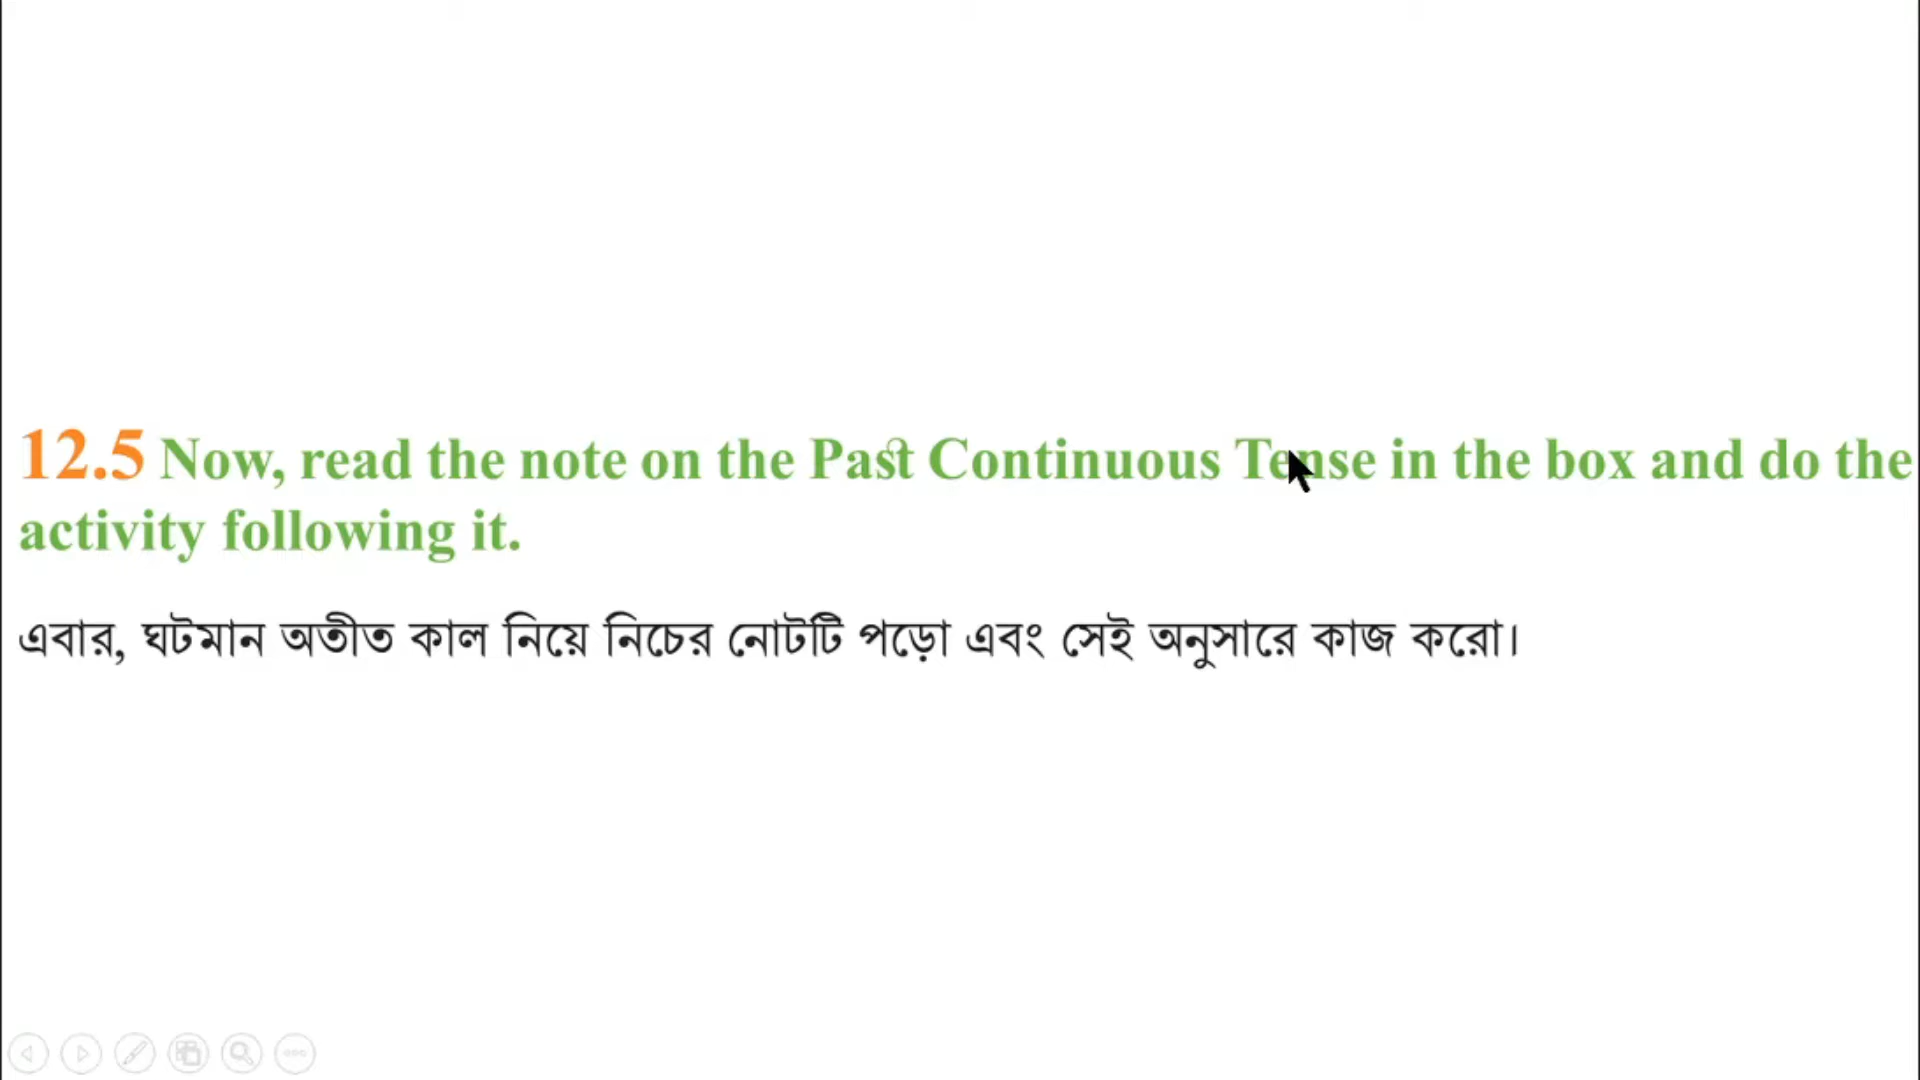 12.5 Now, read the note on the Past Continuous Tense in the box and do the
activity following it.
এবার, ঘটমান অতীত কাল নিয়ে নিচের নোটটি পড়ো এবং সেই অনুসারে কাজ করো।